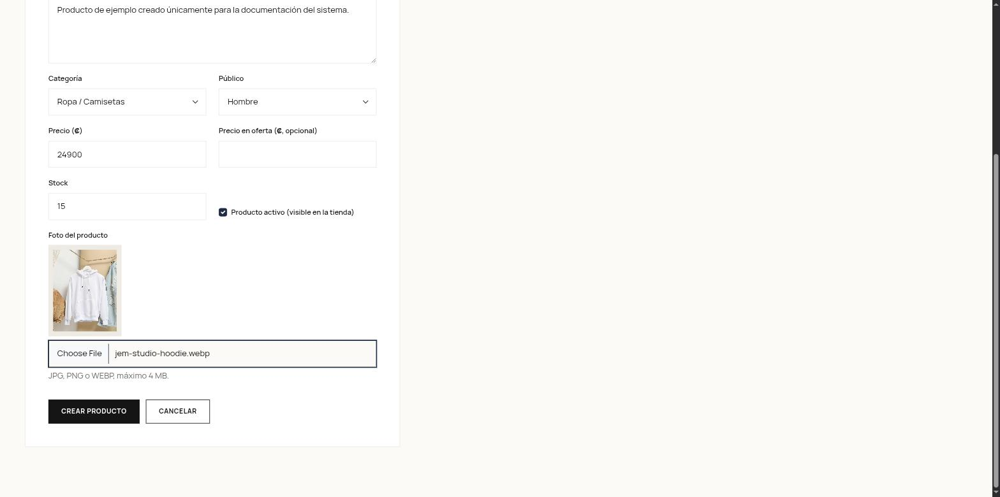 Producto de ejemplo creado únicamente para la documentación del sistema.
Categoría
Público
Ropa / Camisetas
Hombre
Precio (₡)
Precio en oferta (₡, opcional)
24900
Stock
15
Producto activo (visible en la tienda)
Foto del producto
Choose File
jem-studio-hoodie.webp
JPG, PNG o WEBP, máximo 4 MB.
CREAR PRODUCTO
CANCELAR